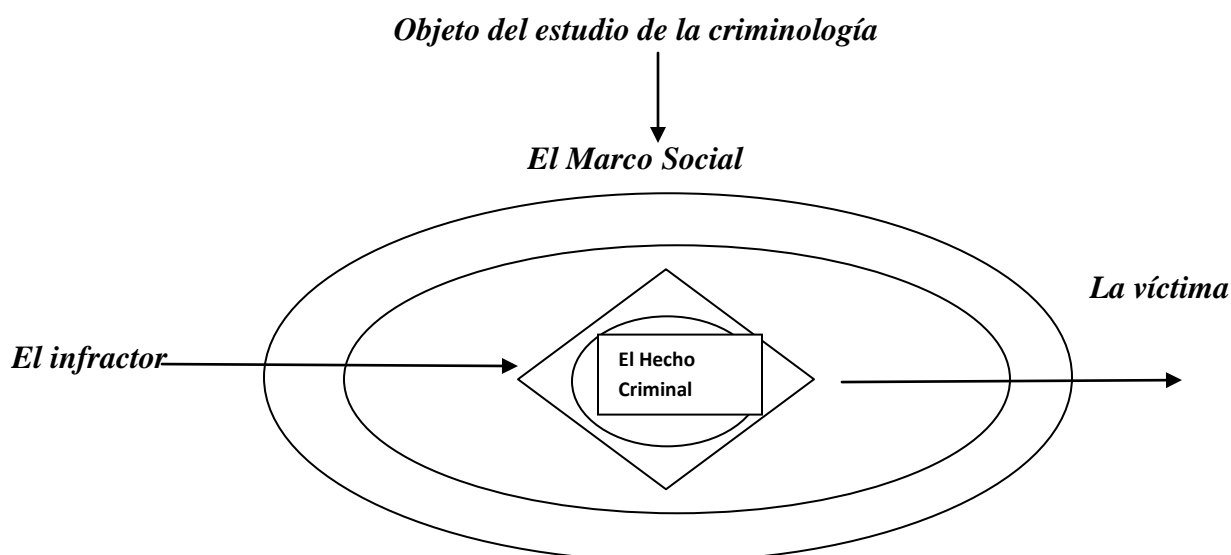 Objeto del estudio de la criminología
El Marco Social
La víctima
El infractor
El Hecho
Criminal